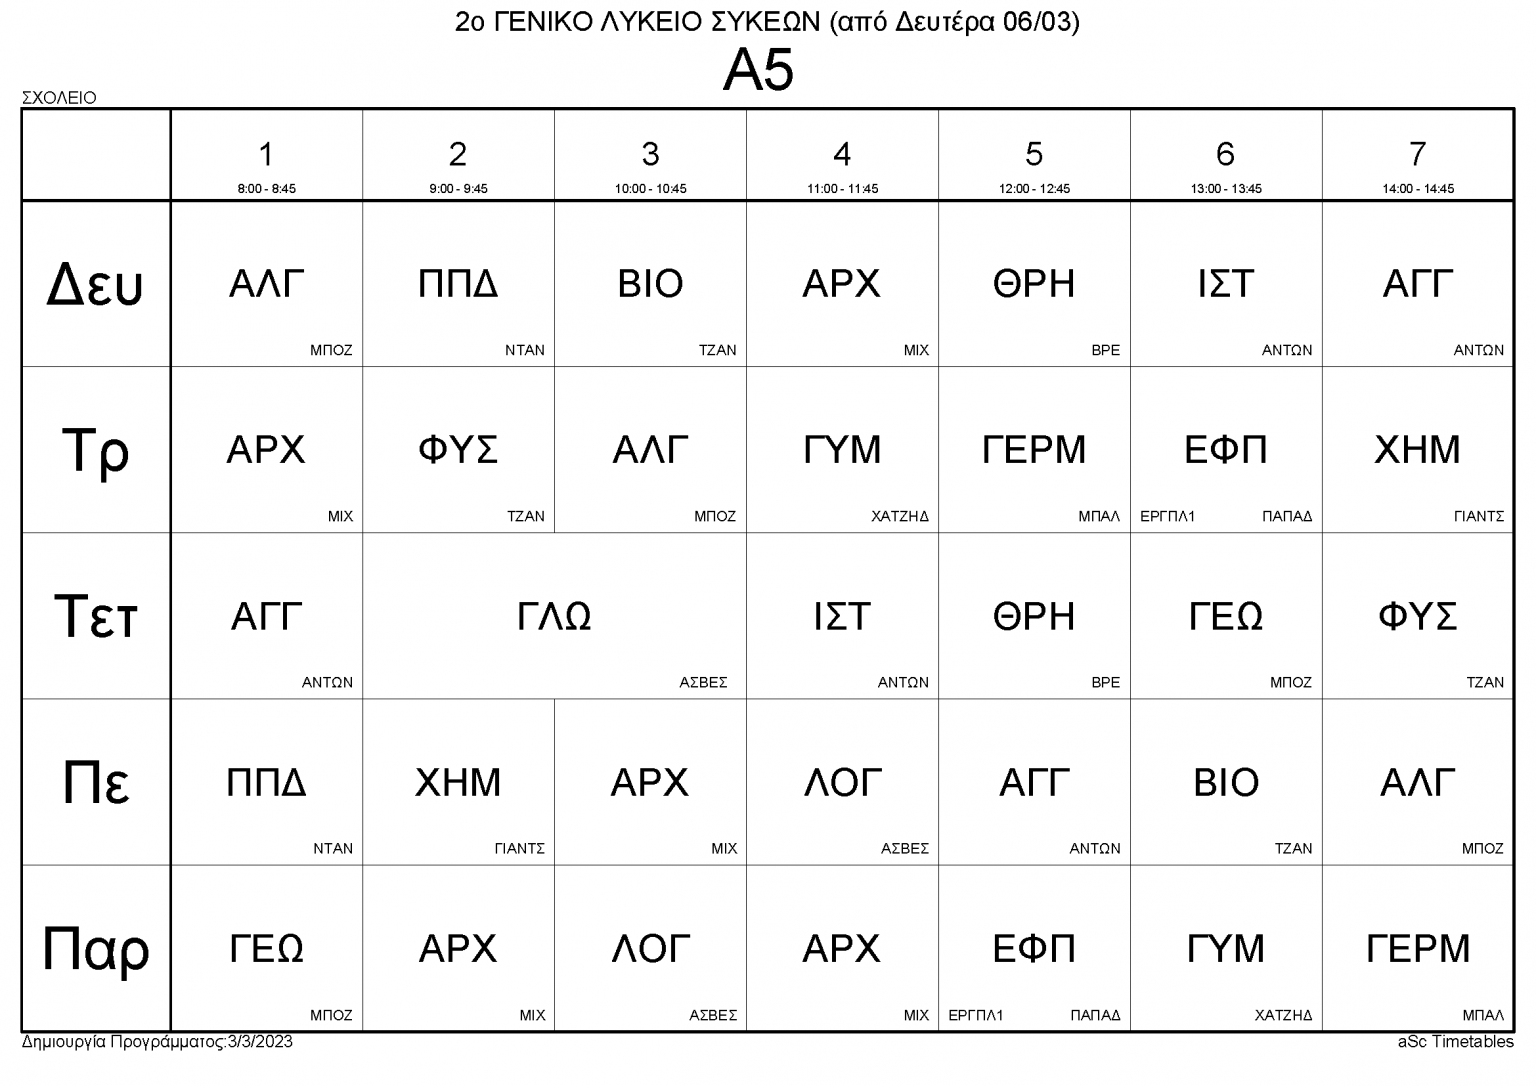 2ο ΓΕΝΙΚΟ ΛΥΚΕΙΟ ΣΥΚΕΩΝ (από Δευτέρα 06/03)
Α5
ΣΧΟΛΕΙΟ
1 2 3 4 5 6 7
8:00 - 8:45 9:00 - 9:45 10:00 - 10:45 11:00 - 11:45 12:00 - 12:45 13:00 - 13:45 14:00 - 14:45
Δευ ΑΛΓ ΠΠΔ ΒΙΟ ΑΡΧ ΘΡΗ ΙΣΤ ΑΓΓ
ΜΠΟΖ ΝΤΑΝ ΤΖΑΝ ΜΙΧ ΒΡΕ ΑΝΤΩΝ ΑΝΤΩΝ
Τρ ΑΡΧ ΦΥΣ ΑΛΓ ΓΥΜ ΓΕΡΜ ΕΦΠ ΧΗΜ
ΜΙΧ ΤΖΑΝ ΜΠΟΖ ΧΑΤΖΗΔ ΜΠΑΛ ΕΡΓΠΛ1 ΠΑΠΑΔ ΓΙΑΝΤΣ
Τετ ΑΓΓ ΓΛΩ ΙΣΤ ΘΡΗ ΓΕΩ ΦΥΣ
ΑΝΤΩΝ ΑΣΒΕΣ ΑΝΤΩΝ ΒΡΕ ΜΠΟΖ ΤΖΑΝ
Πε ΠΠΔ ΧΗΜ ΑΡΧ ΛΟΓ ΑΓΓ ΒΙΟ ΑΛΓ
ΝΤΑΝ ΓΙΑΝΤΣ ΜΙΧ ΑΣΒΕΣ ΑΝΤΩΝ ΤΖΑΝ ΜΠΟΖ
Παρ ΓΕΩ ΑΡΧ ΛΟΓ ΑΡΧ ΕΦΠ ΓΥΜ ΓΕΡΜ
ΜΠΟΖ ΜΙΧ ΑΣΒΕΣ ΜΙΧ ΕΡΓΠΛ1 ΠΑΠΑΔ ΧΑΤΖΗΔ ΜΠΑΛ
Δημιουργία Προγράμματος:3/3/2023 aSc Timetables